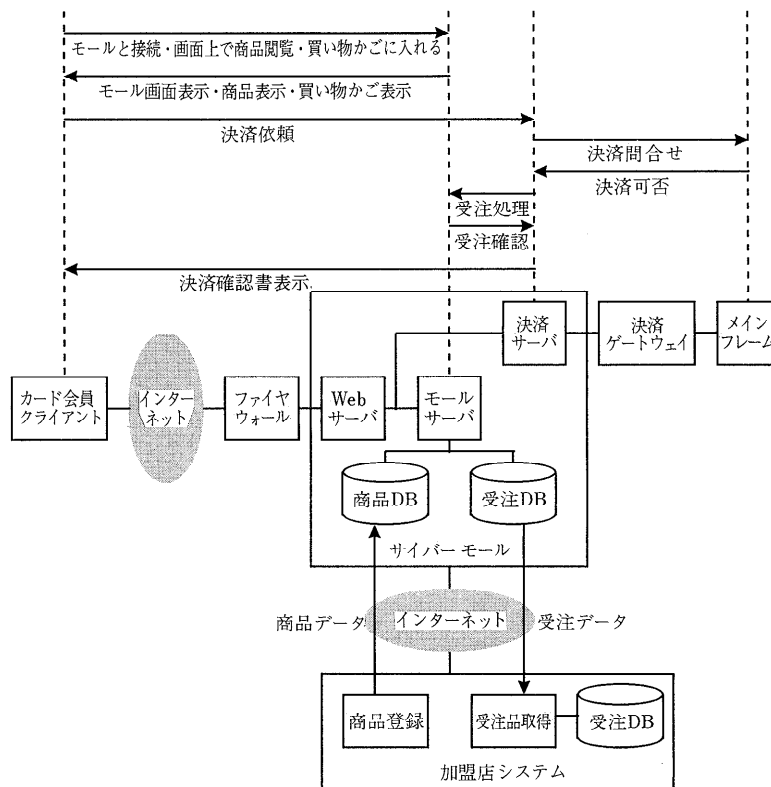 モールと接続・画面上で商品閲覧・買い物かごに入れる
モール画面表示・商品表示・買い物かご表示
決済依頼
決済問合せ
決済可否
受注処理
受注確認
決済確認書表示
決済
サーバ
決済
ゲートウェイ
メイン
フレーム
カード会員
クライアント
インター
ネット
ファイヤ
ウォール
Web
サーバ
モール
サーバ
商品DB
受注DB
サイバーモール
商品データ
インターネット
受注データ
商品登録
受注品取得
受注DB
加盟店システム